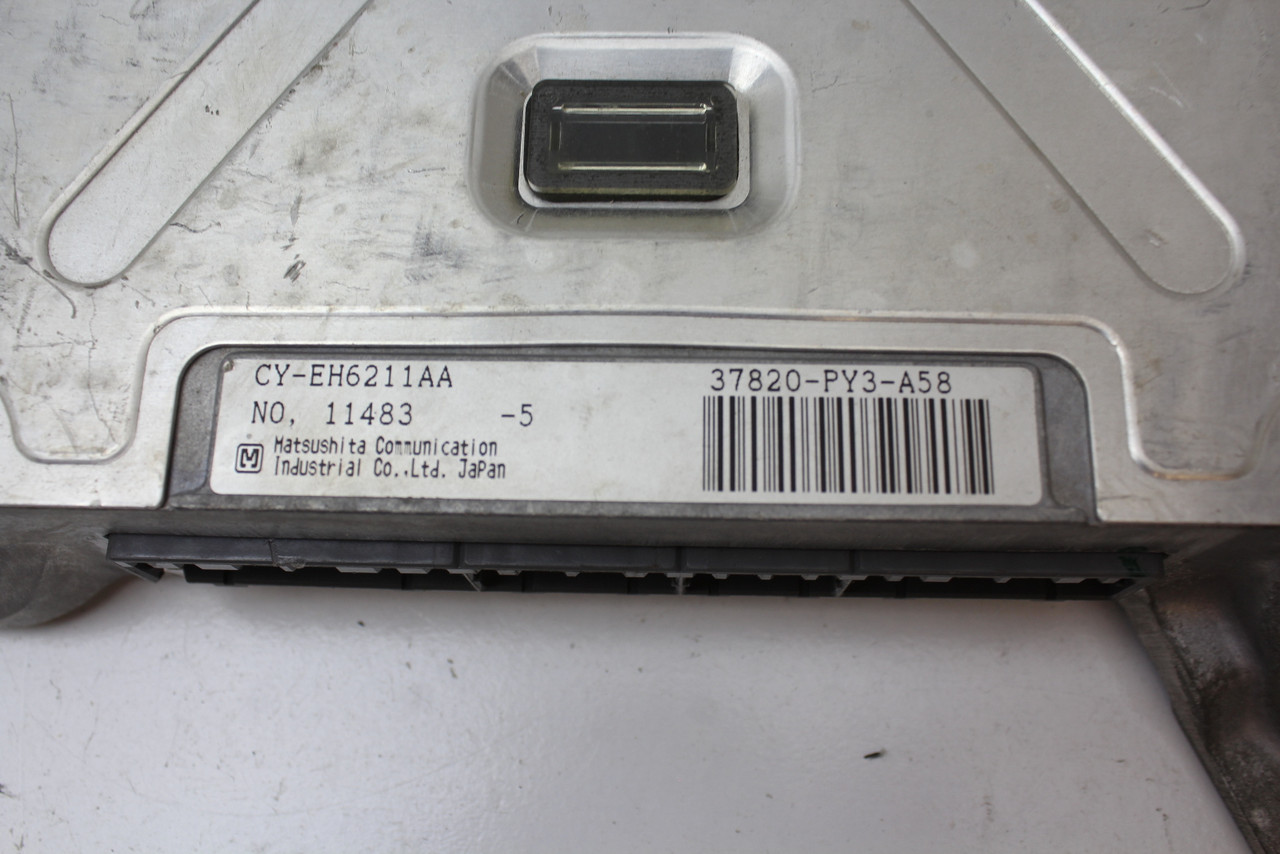 CY-EH6211AA
37820-PY3-A58
NO, 11483 -5
M Matsushita Communication
Industrial Co.,Ltd. JaPan